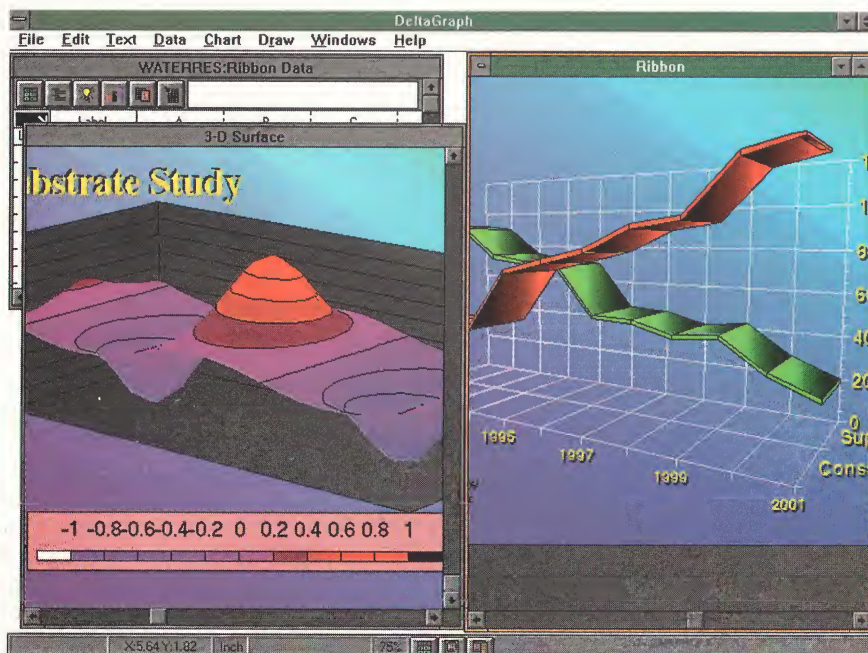 DeltaGraph
File Edit Text Data Chart Draw Windows Help
WATERRES:Ribbon Data
Label A B C
3-D Surface
bstrate Study
-1 -0.8-0.6-0.4-0.2 0 0.2 0.4 0.6 0.8 1
Ribbon
80
60
40
20
0
Sup
Cons
1995
1997
1999
2001
X:5.64 Y:1.82 Inch 75%